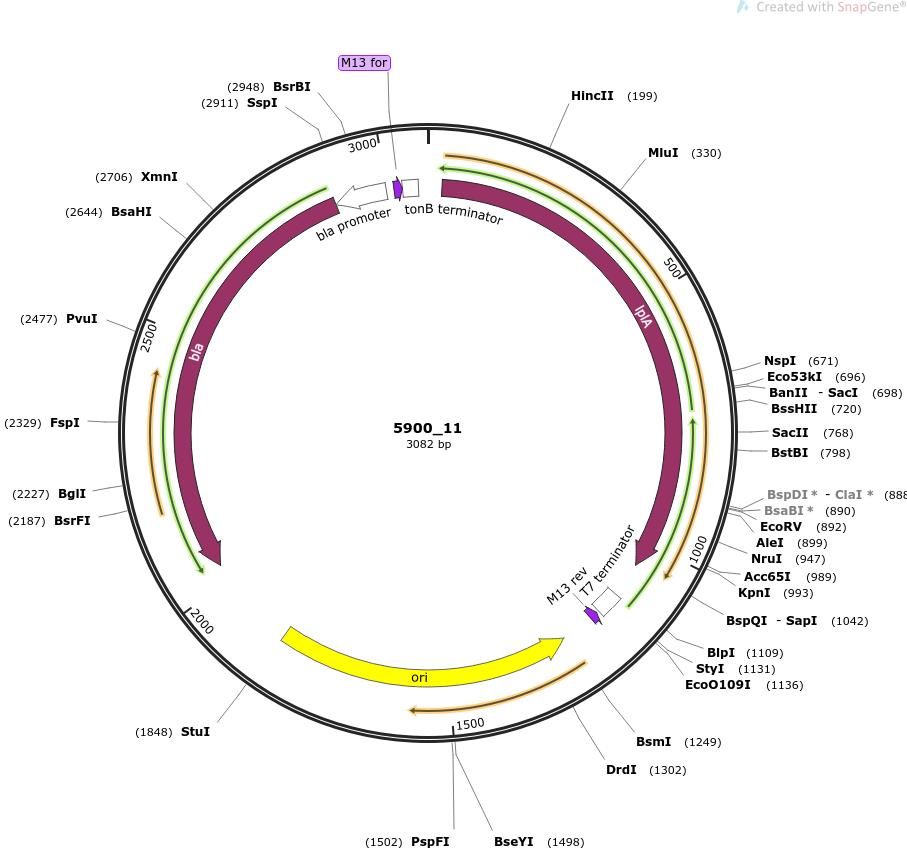 Created with SnapGene®
M13 for
(2948) BsrBI
(2911) SspI
HincII (199)
3000
MluI (330)
(2706) XmnI
(2644) BsaHI
bla promoter
tonB terminator
500
lplA
(2477) PvuI
2500
bla
NspI (671)
Eco53kI (696)
BanII - SacI (698)
BssHII (720)
(2329) FspI
5900_11
3082 bp
SacII (768)
BstBI (798)
(2227) BglI
(2187) BsrFI
BspDI * - ClaI * (888
BsaBI * (890)
EcoRV (892)
AleI (899)
NruI (947)
1000
Acc65I (989)
KpnI (993)
T7 terminator
M13 rev
BspQI - SapI (1042)
2000
BlpI (1109)
StyI (1131)
EcoO109I (1136)
ori
(1848) StuI
1500
BsmI (1249)
DrdI (1302)
(1502) PspFI
BseYI (1498)